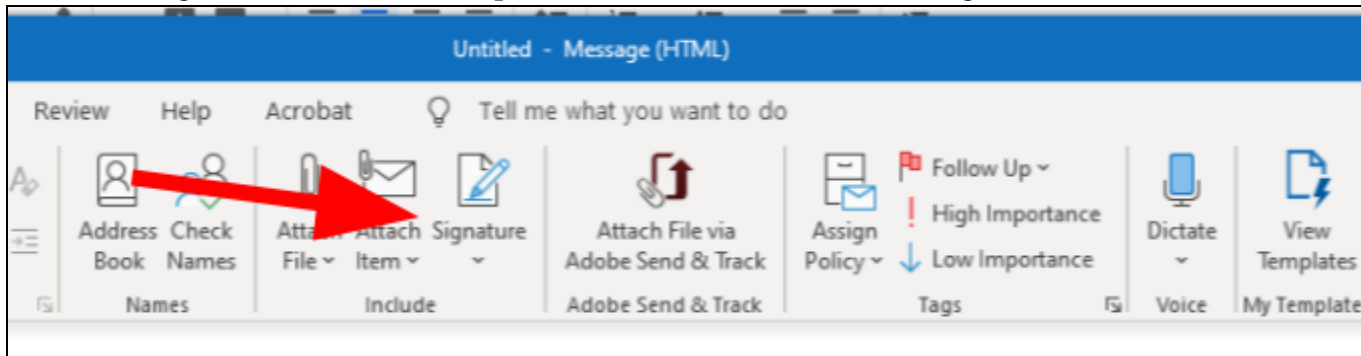 Untitled - Message (HTML)
Review Help Acrobat Tell me what you want to do
Follow Up
High Importance
Address Check Attach Attach Signature Attach File via Assign Dictate View
Book Names File Item Adobe Send & Track Policy Low Importance Templates
Names Include Adobe Send & Track Tags Voice My Template